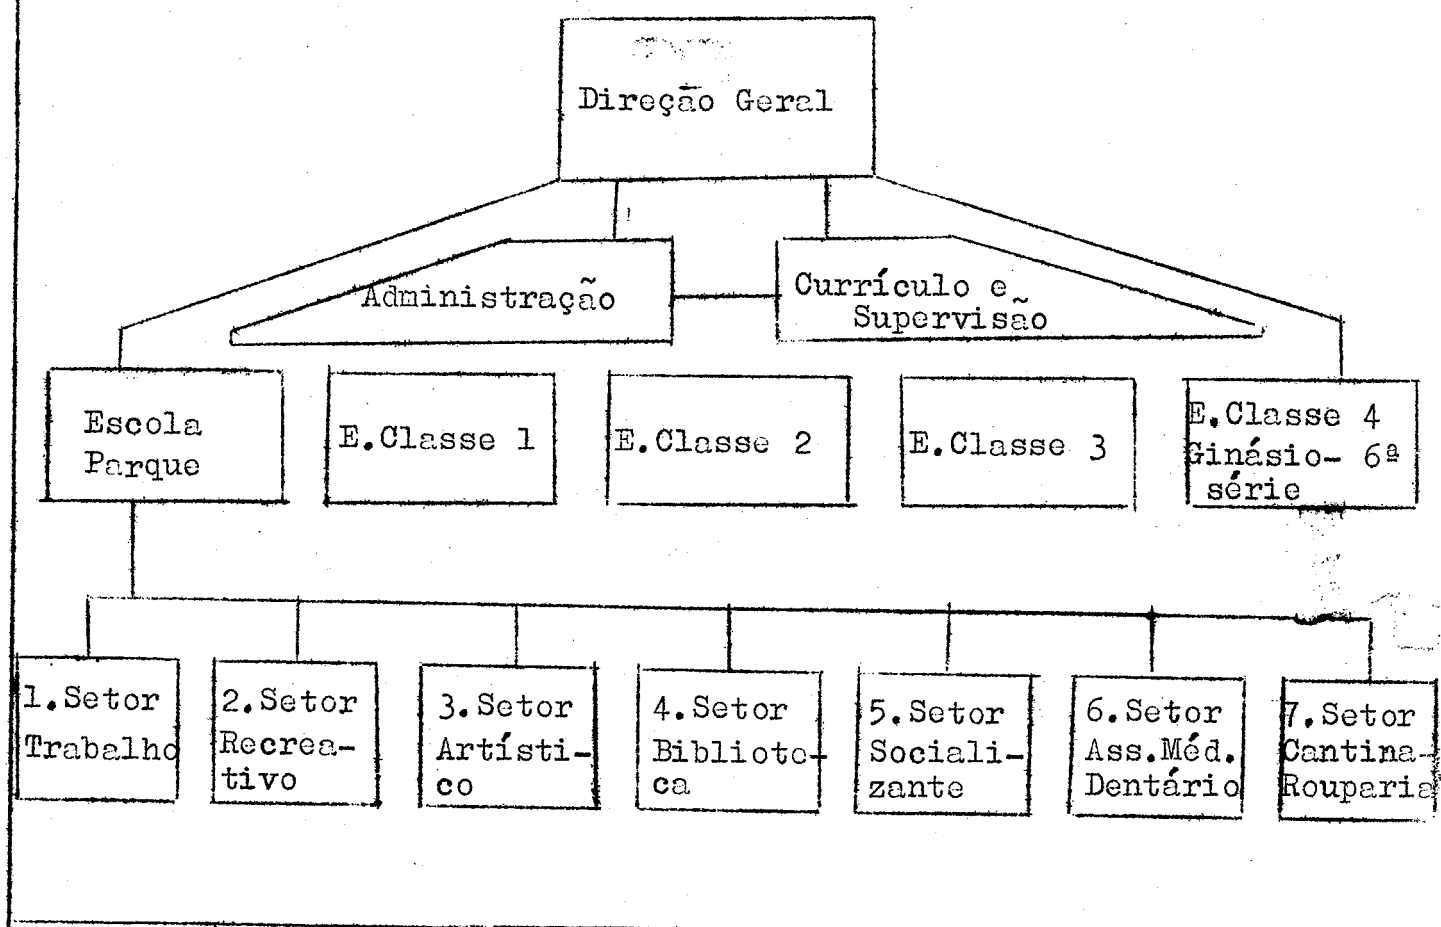 Direção Geral
Administração
Currículo e
Supervisão
Escola
Parque
E.Classe 1
E.Classe 2
E.Classe 3
E.Classe 4
Ginásio- 6ª
série
1.Setor
Trabalho
2.Setor
Recrea-
tivo
3.Setor
Artísti-
co
4.Setor
Bibliote-
ca
5.Setor
Sociali-
zante
6.Setor
Ass.Méd.
Dentário
7.Setor
Cantina-
Rouparia